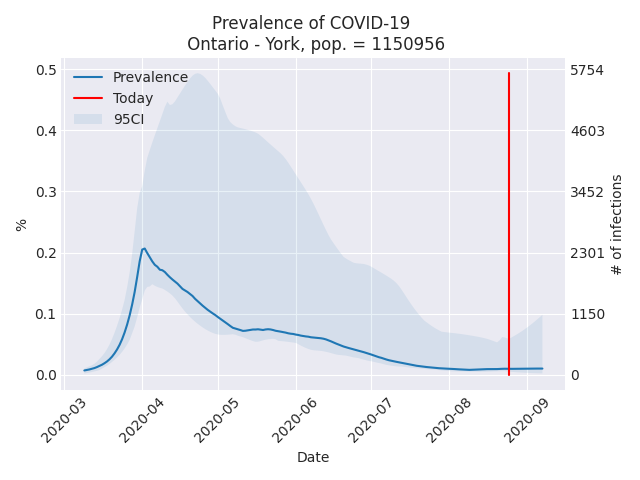 Prevalence of COVID-19
Ontario - York, pop. = 1150956
Prevalence
Today
95CI
0.5
0.4
0.3
0.2
0.1
0.0
%
5754
4603
3452
2301
1150
0
# of infections
2020-03
2020-04
2020-05
2020-06
2020-07
2020-08
2020-09
Date